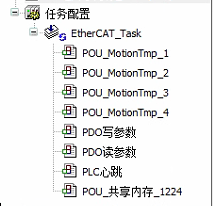 任务配置
EtherCAT_Task
POU_MotionTmp_1
POU_MotionTmp_2
POU_MotionTmp_3
POU_MotionTmp_4
PDO写参数
PDO读参数
PLC心跳
POU_共享内存_1224